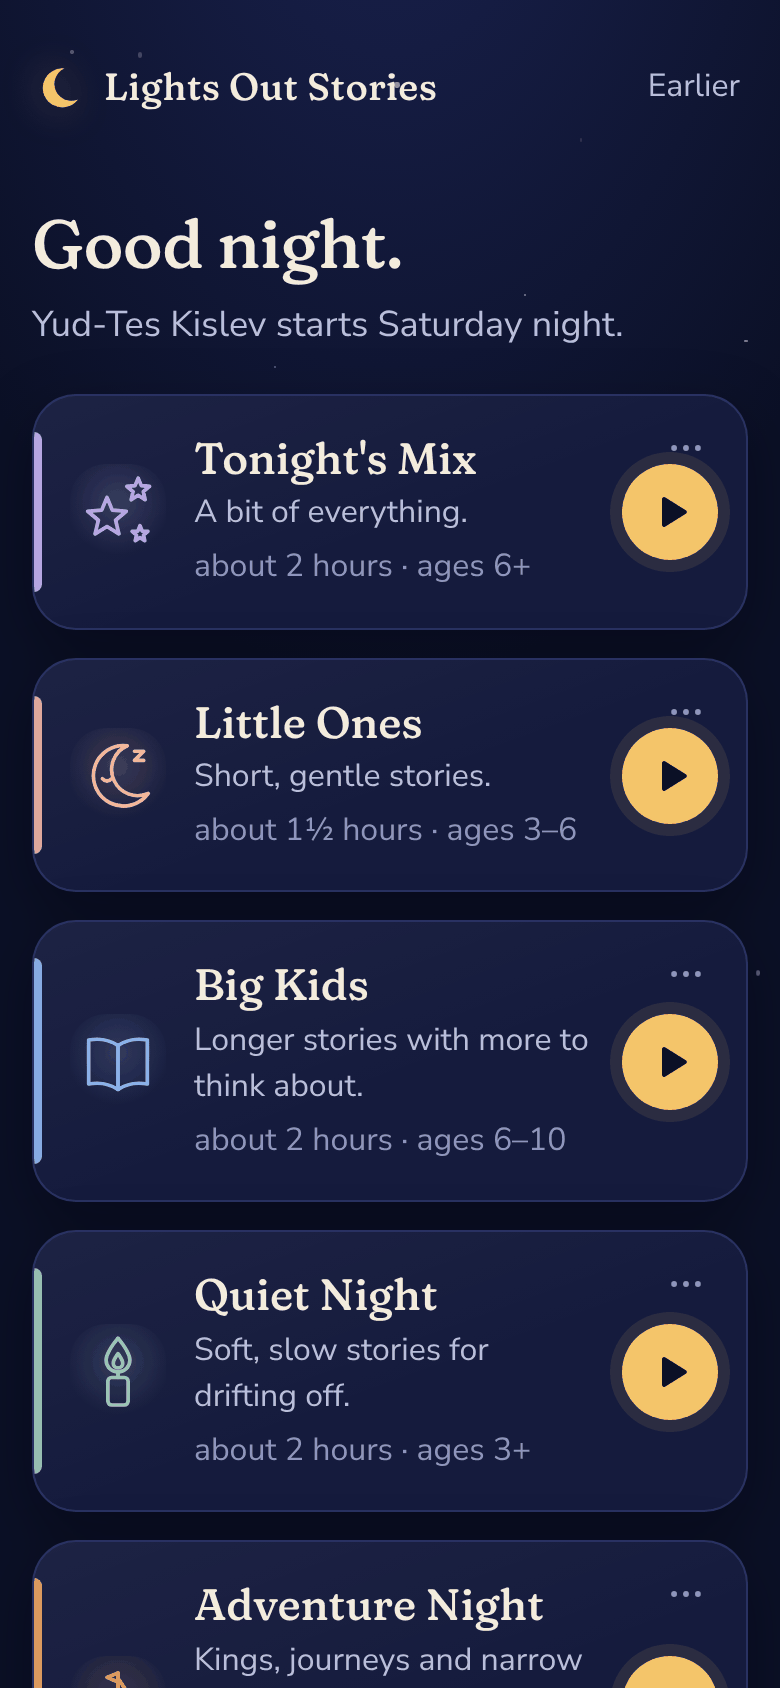 Lights Out Stories
Earlier
Good night.
Yud-Tes Kislev starts Saturday night.
Tonight's Mix
A bit of everything.
about 2 hours · ages 6+
Little Ones
Short, gentle stories.
about 1½ hours · ages 3–6
Big Kids
Longer stories with more to
think about.
about 2 hours · ages 6–10
Quiet Night
Soft, slow stories for
drifting off.
about 2 hours · ages 3+
Adventure Night
Kings, journeys and narrow